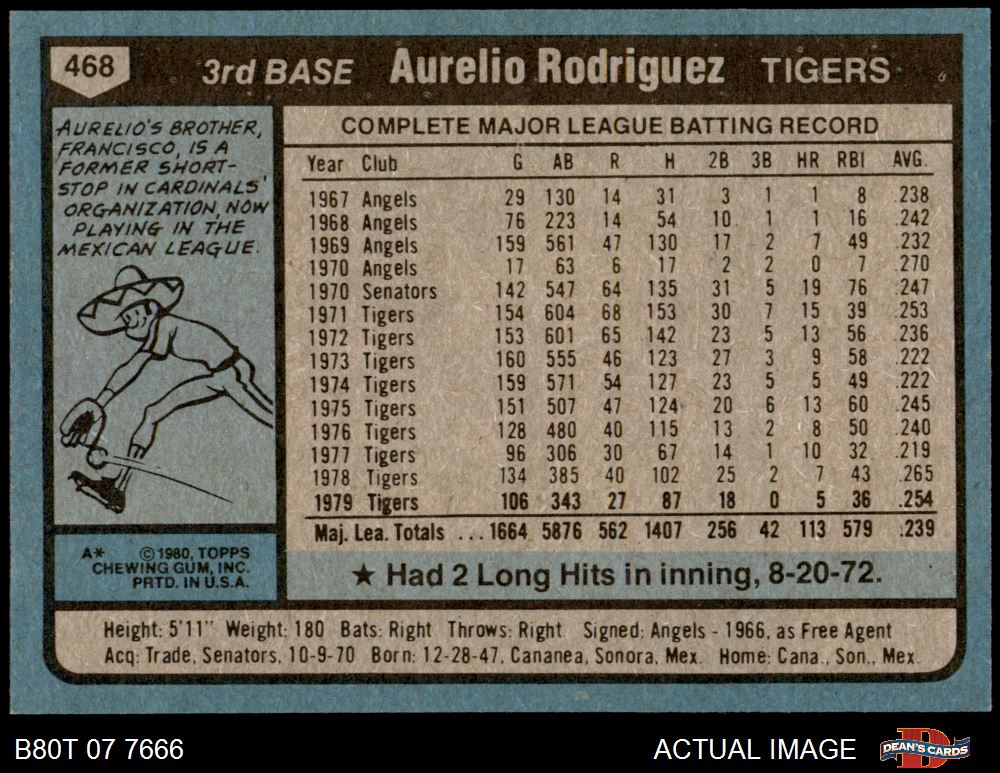 468 3rd BASE Aurelio Rodriguez TIGERS
AURELIO'S BROTHER,
FRANCISCO, IS A
FORMER SHORT-
STOP IN CARDINALS'
ORGANIZATION, NOW
PLAYING IN THE
MEXICAN LEAGUE.
A* ©1980, TOPPS
CHEWING GUM, INC.
PRTD. IN U.S.A.
COMPLETE MAJOR LEAGUE BATTING RECORD
Year Club G AB R H 2B 3B HR RBI AVG.
1967 Angels 29 130 14 31 3 1 1 8 .238
1968 Angels 76 223 14 54 10 1 1 16 .242
1969 Angels 159 561 47 130 17 2 7 49 .232
1970 Angels 17 63 6 17 2 2 0 7 .270
1970 Senators 142 547 64 135 31 5 19 76 .247
1971 Tigers 154 604 68 153 30 7 15 39 .253
1972 Tigers 153 601 65 142 23 5 13 56 .236
1973 Tigers 160 555 46 123 27 3 9 58 .222
1974 Tigers 159 571 54 127 23 5 5 49 .222
1975 Tigers 151 507 47 124 20 6 13 60 .245
1976 Tigers 128 480 40 115 13 2 8 50 .240
1977 Tigers 96 306 30 67 14 1 10 32 .219
1978 Tigers 134 385 40 102 25 2 7 43 .265
1979 Tigers 106 343 27 87 18 0 5 36 .254
Maj. Lea. Totals ... 1664 5876 562 1407 256 42 113 579 .239
★ Had 2 Long Hits in inning, 8-20-72.
Height: 5'11" Weight: 180 Bats: Right Throws: Right Signed: Angels - 1966, as Free Agent
Acq: Trade, Senators, 10-9-70 Born: 12-28-47, Cananea, Sonora, Mex. Home: Cana., Son., Mex.
B80T 07 7666 ACTUAL IMAGE DEAN'S CARDS